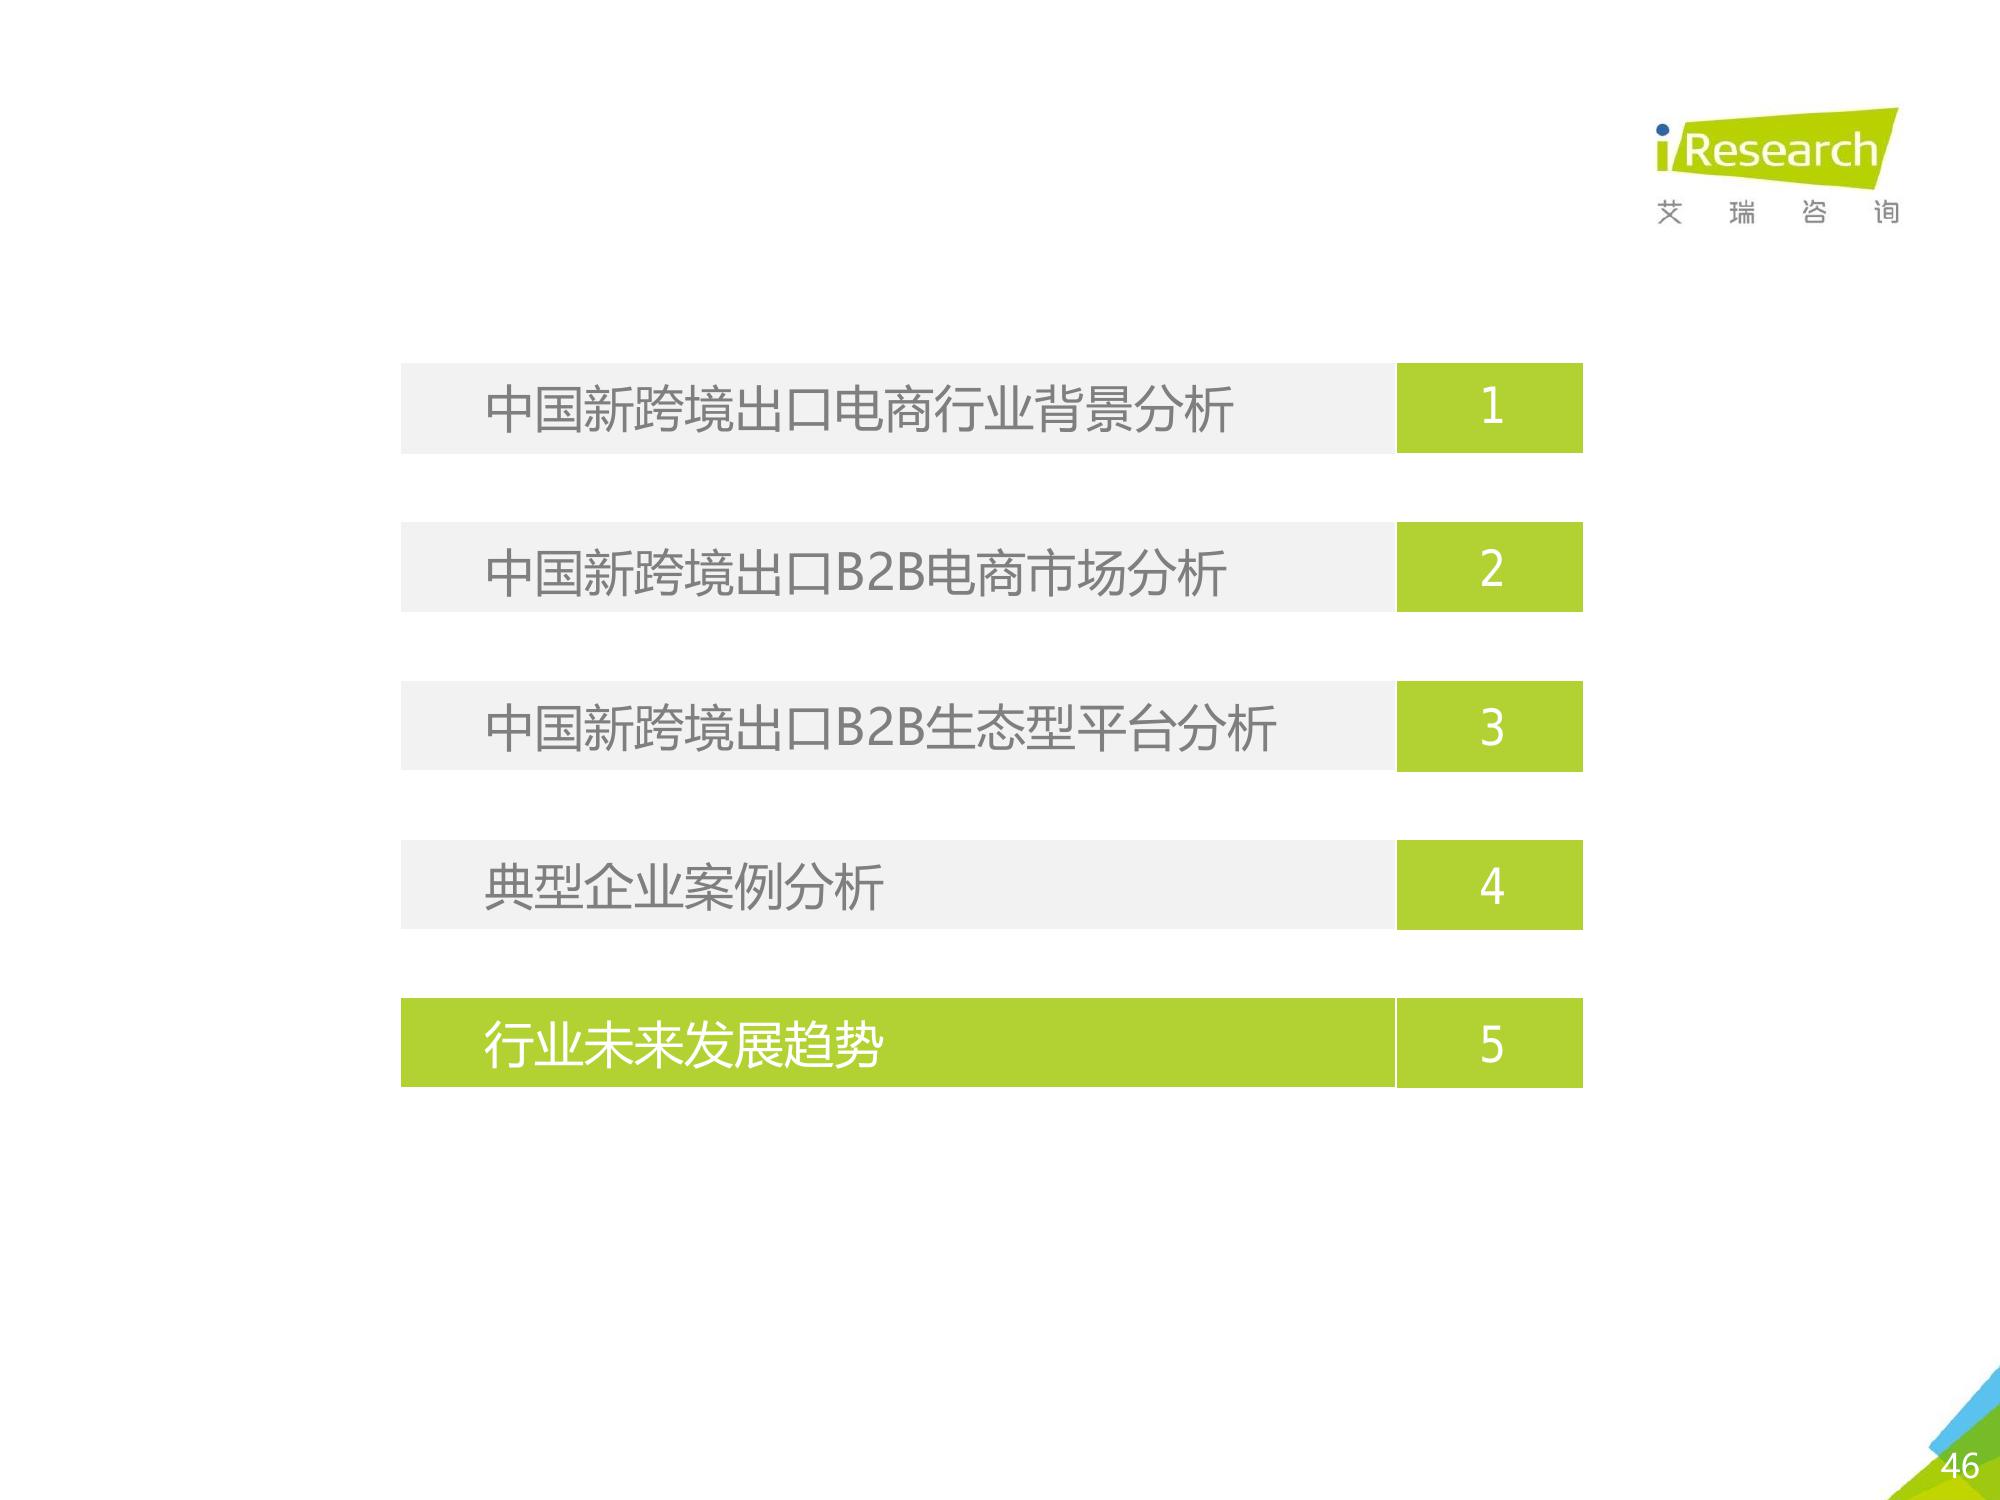 iResearch
艾瑞咨询
中国新跨境出口电商行业背景分析 1
中国新跨境出口B2B电商市场分析 2
中国新跨境出口B2B生态型平台分析 3
典型企业案例分析 4
行业未来发展趋势 5
46